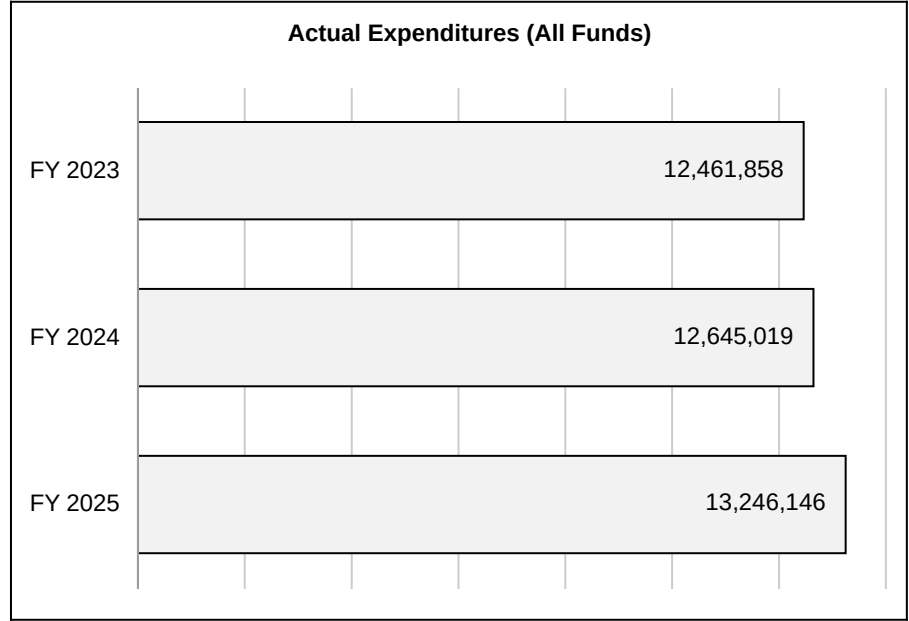 Actual Expenditures (All Funds)
FY 2023 12,461,858
FY 2024 12,645,019
FY 2025 13,246,146